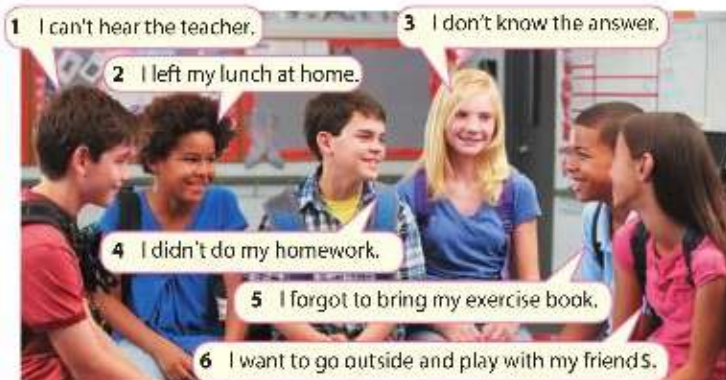 1 I can't hear the teacher.
2 I left my lunch at home.
3 I don't know the answer.
4 I didn't do my homework.
5 I forgot to bring my exercise book.
6 I want to go outside and play with my friends.